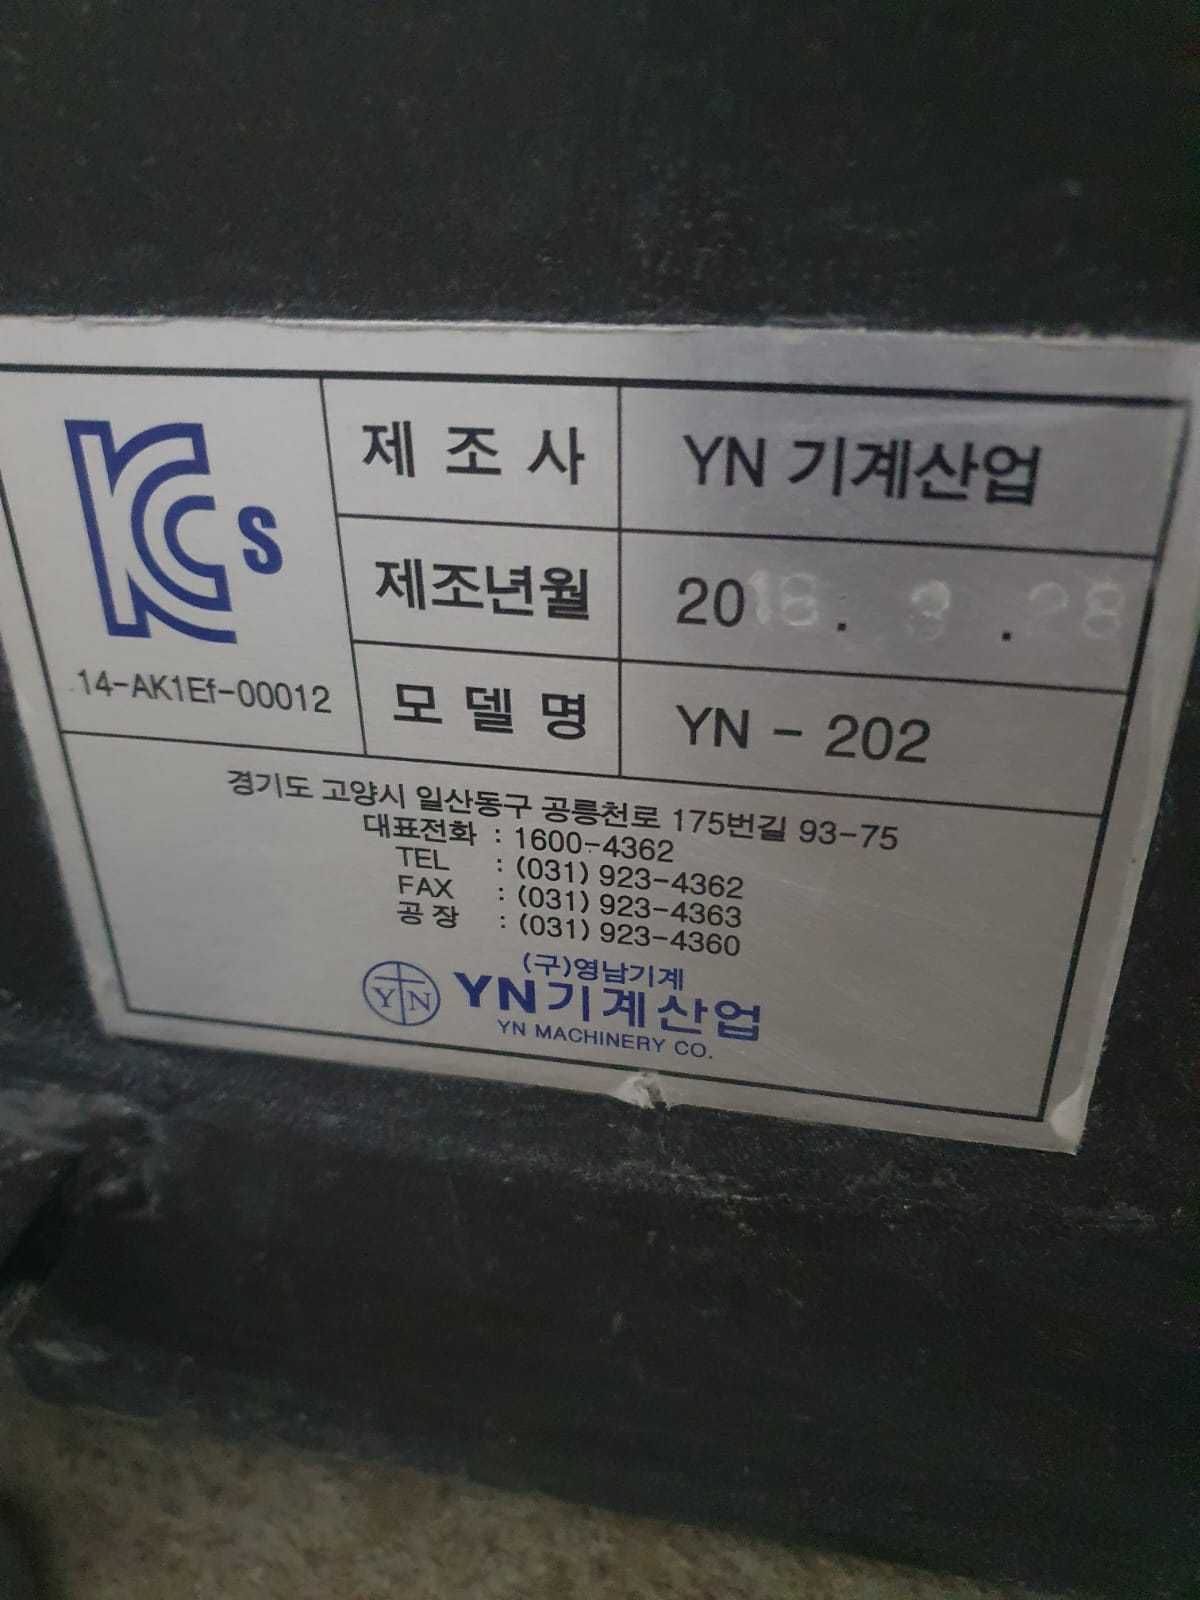 KCs
14-AK1Ef-00012
제 조 사 YN 기계산업
제조년월 2018 . 3 . 28
모 델 명 YN - 202
경기도 고양시 일산동구 공릉천로 175번길 93-75
대표전화 : 1600-4362
TEL : (031) 923-4362
FAX : (031) 923-4363
공 장 : (031) 923-4360
(구)영남기계
YN YN기계산업
YN MACHINERY CO.